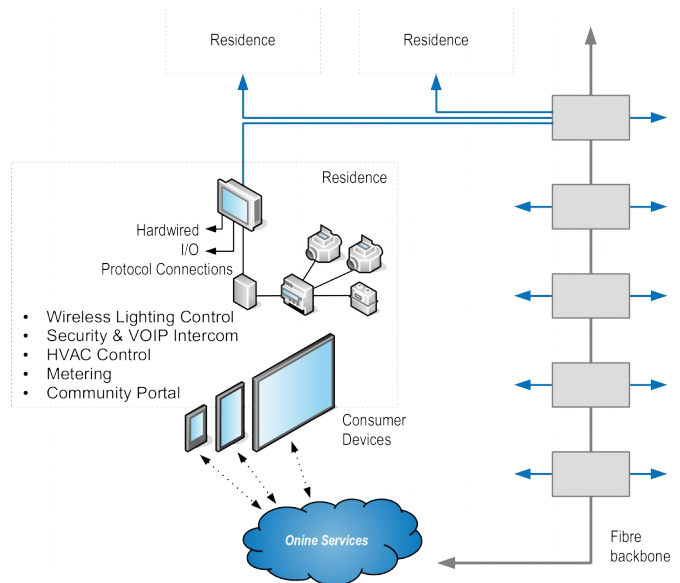 Residence
Residence
Residence
Hardwired
I/O
Protocol Connections
• Wireless Lighting Control
• Security & VOIP Intercom
• HVAC Control
• Metering
• Community Portal
Consumer
Devices
Onine Services
Fibre
backbone